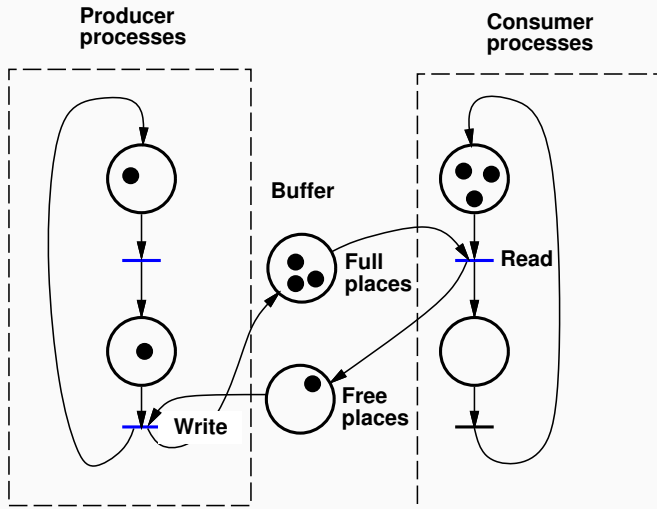 Producer
processes
Consumer
processes
Buffer
Full
places
Read
Free
places
Write